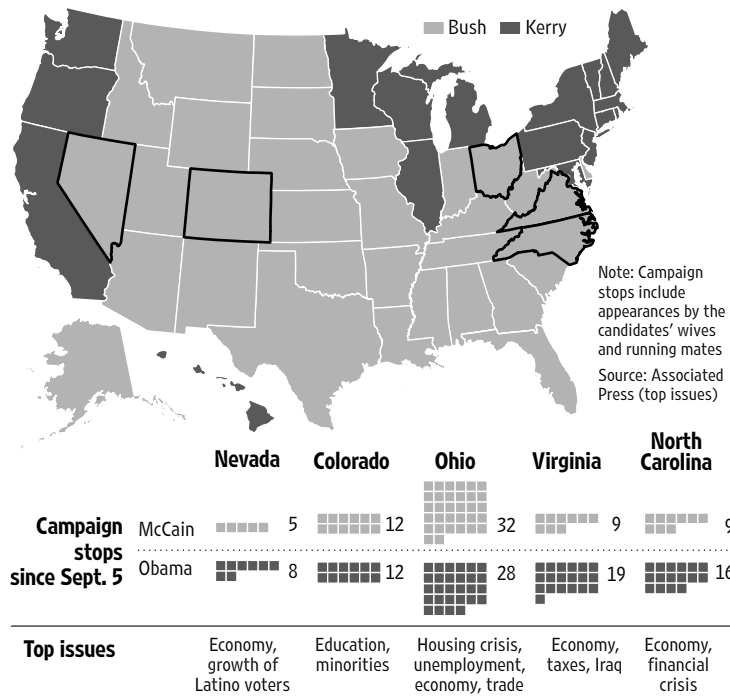 Bush Kerry
Note: Campaign
stops include
appearances by the
candidates' wives
and running mates
Source: Associated
Press (top issues)
Nevada Colorado Ohio Virginia North
Carolina
Campaign
stops
since Sept. 5
McCain 5 12 32 9 9
Obama 8 12 28 19 16
Top issues
Economy,
growth of
Latino voters
Education,
minorities
Housing crisis,
unemployment,
economy, trade
Economy,
taxes, Iraq
Economy,
financial
crisis